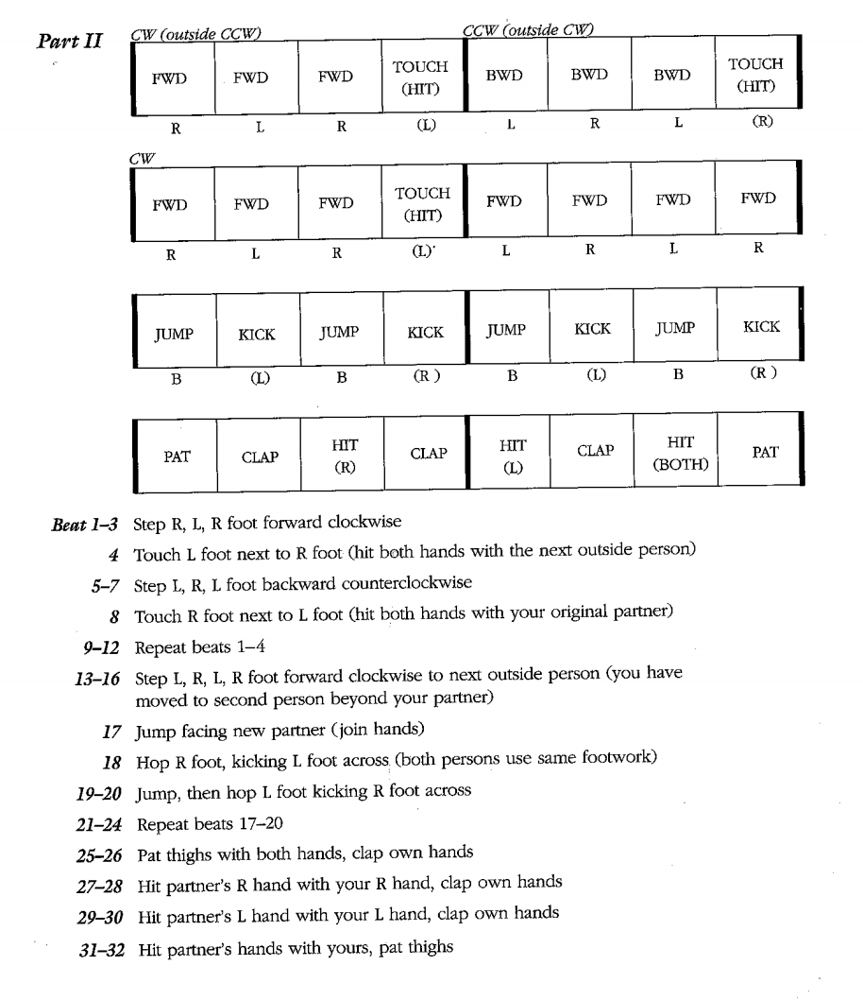 Part II
CW (outside CCW) CCW (outside CW)
FWD FWD FWD TOUCH (HIT) BWD BWD BWD TOUCH (HIT)
R L R (L) L R L (R)
CW
FWD FWD FWD TOUCH (HIT) FWD FWD FWD FWD
R L R (L) L R L R
JUMP KICK JUMP KICK JUMP KICK JUMP KICK
B (L) B (R ) B (L) B (R )
PAT CLAP HIT (R) CLAP HIT (L) CLAP HIT (BOTH) PAT
Beat 1–3 Step R, L, R foot forward clockwise
4 Touch L foot next to R foot (hit both hands with the next outside person)
5–7 Step L, R, L foot backward counterclockwise
8 Touch R foot next to L foot (hit both hands with your original partner)
9–12 Repeat beats 1–4
13–16 Step L, R, L, R foot forward clockwise to next outside person (you have
moved to second person beyond your partner)
17 Jump facing new partner (join hands)
18 Hop R foot, kicking L foot across (both persons use same footwork)
19–20 Jump, then hop L foot kicking R foot across
21–24 Repeat beats 17–20
25–26 Pat thighs with both hands, clap own hands
27–28 Hit partner's R hand with your R hand, clap own hands
29–30 Hit partner's L hand with your L hand, clap own hands
31–32 Hit partner's hands with yours, pat thighs